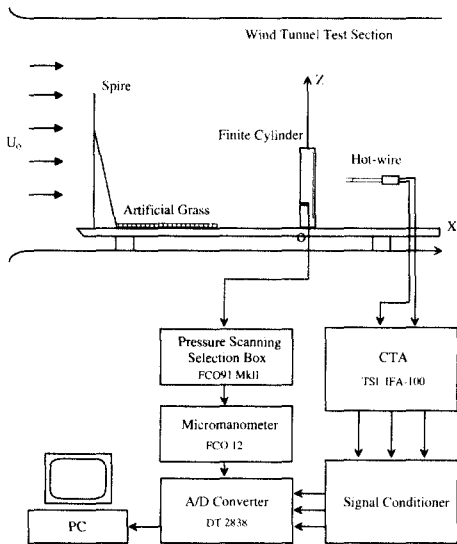 Wind Tunnel Test Section
Z
Spire
U₀
Finite Cylinder
Hot-wire
Artificial Grass
X
O
Pressure Scanning
Selection Box
FCO91 MkII
CTA
TSI IFA-100
Micromanometer
FCO 12
A/D Converter
DT 2838
Signal Conditioner
PC